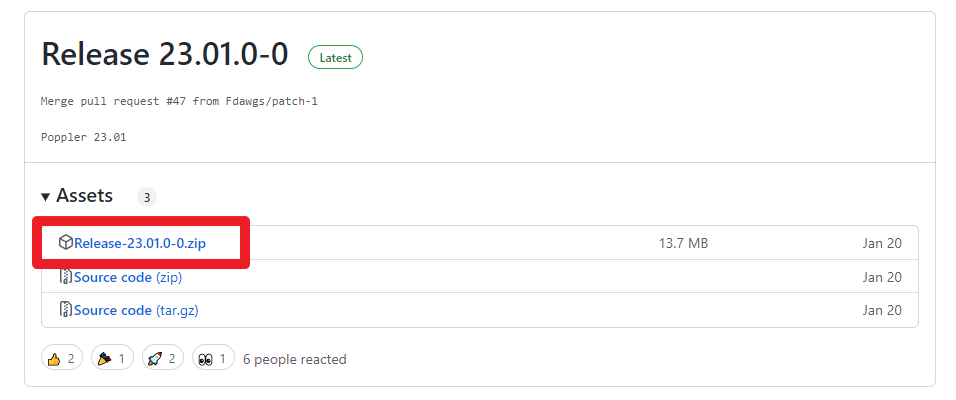 Release 23.01.0-0 Latest
Merge pull request #47 from Fdawgs/patch-1
Poppler 23.01
Assets 3
Release-23.01.0-0.zip 13.7 MB Jan 20
Source code (zip) Jan 20
Source code (tar.gz) Jan 20
2 1 2 1 6 people reacted